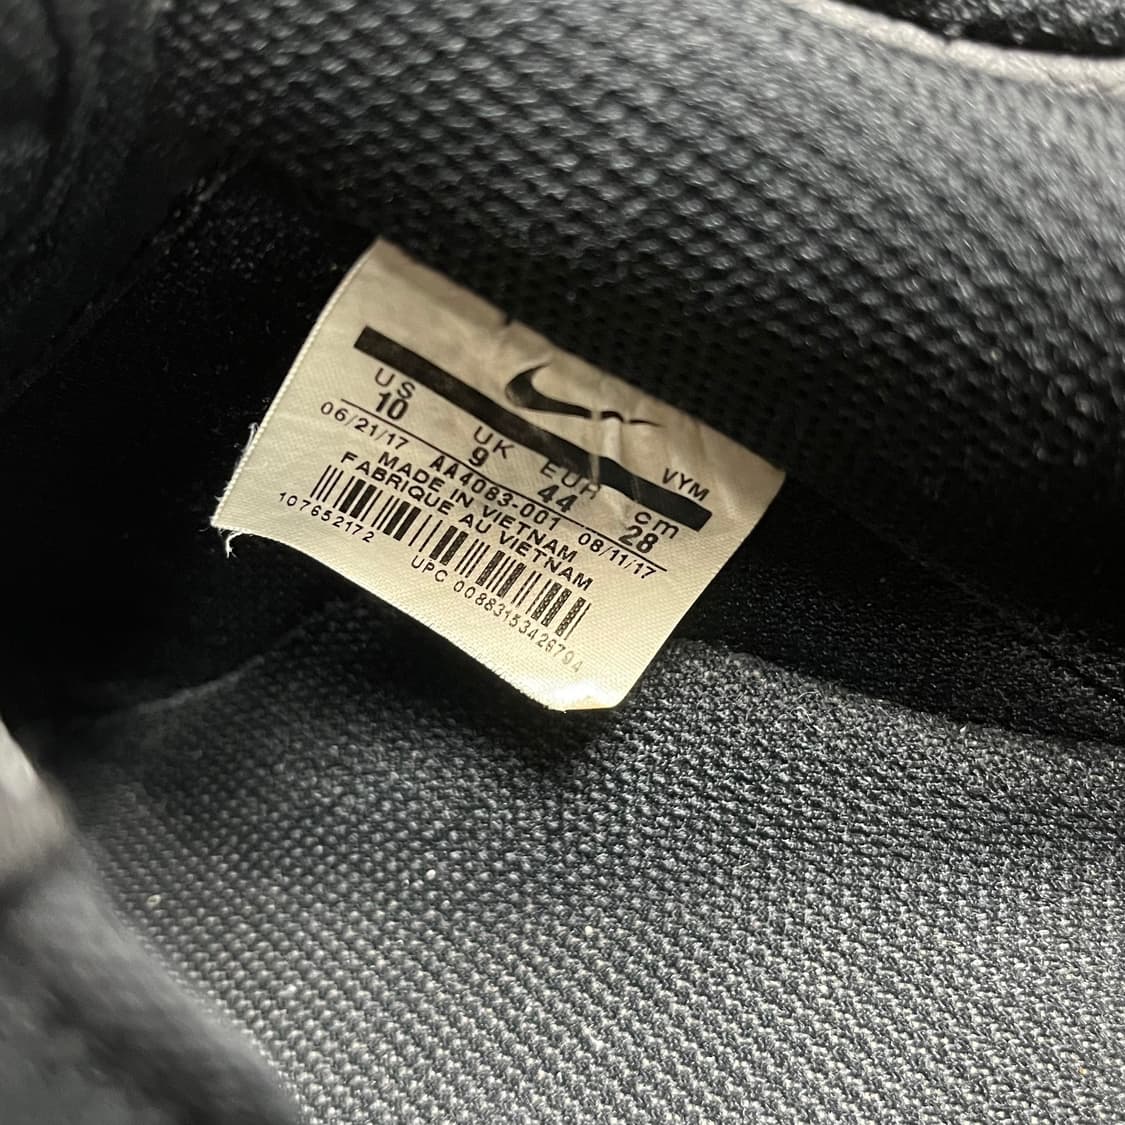 VYM
US UK EUR cm
10 9 44 28
06/21/17 AA4083-001 08/11/17
MADE IN VIETNAM
FABRIQUE AU VIETNAM
107652172
UPC 00883153426794